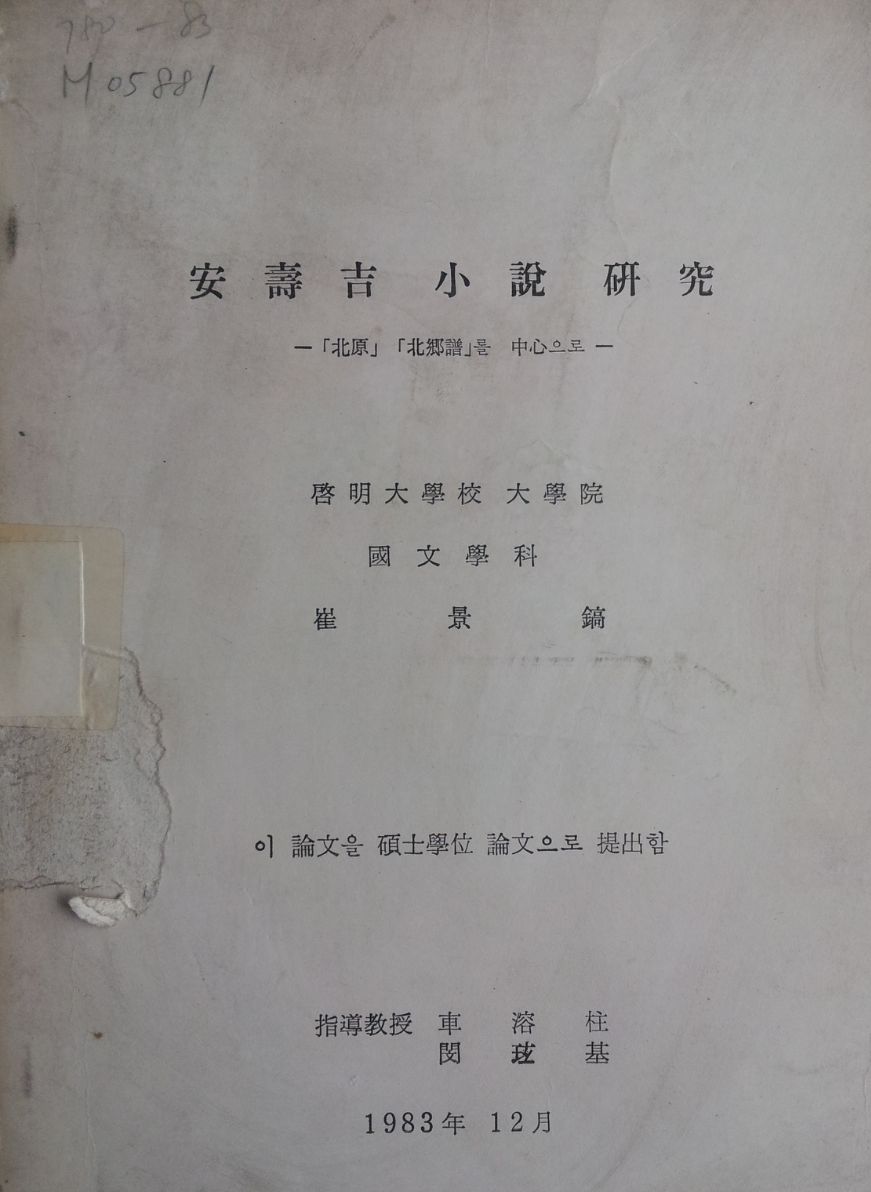 780-83
M05881
安壽吉 小說 硏究
―「北原」「北鄕譜」를 中心으로―
啓明大學校 大學院
國文學科
崔景鎬
이 論文을 碩士學位 論文으로 提出함
指導敎授 車溶柱
閔玹基
1983年 12月